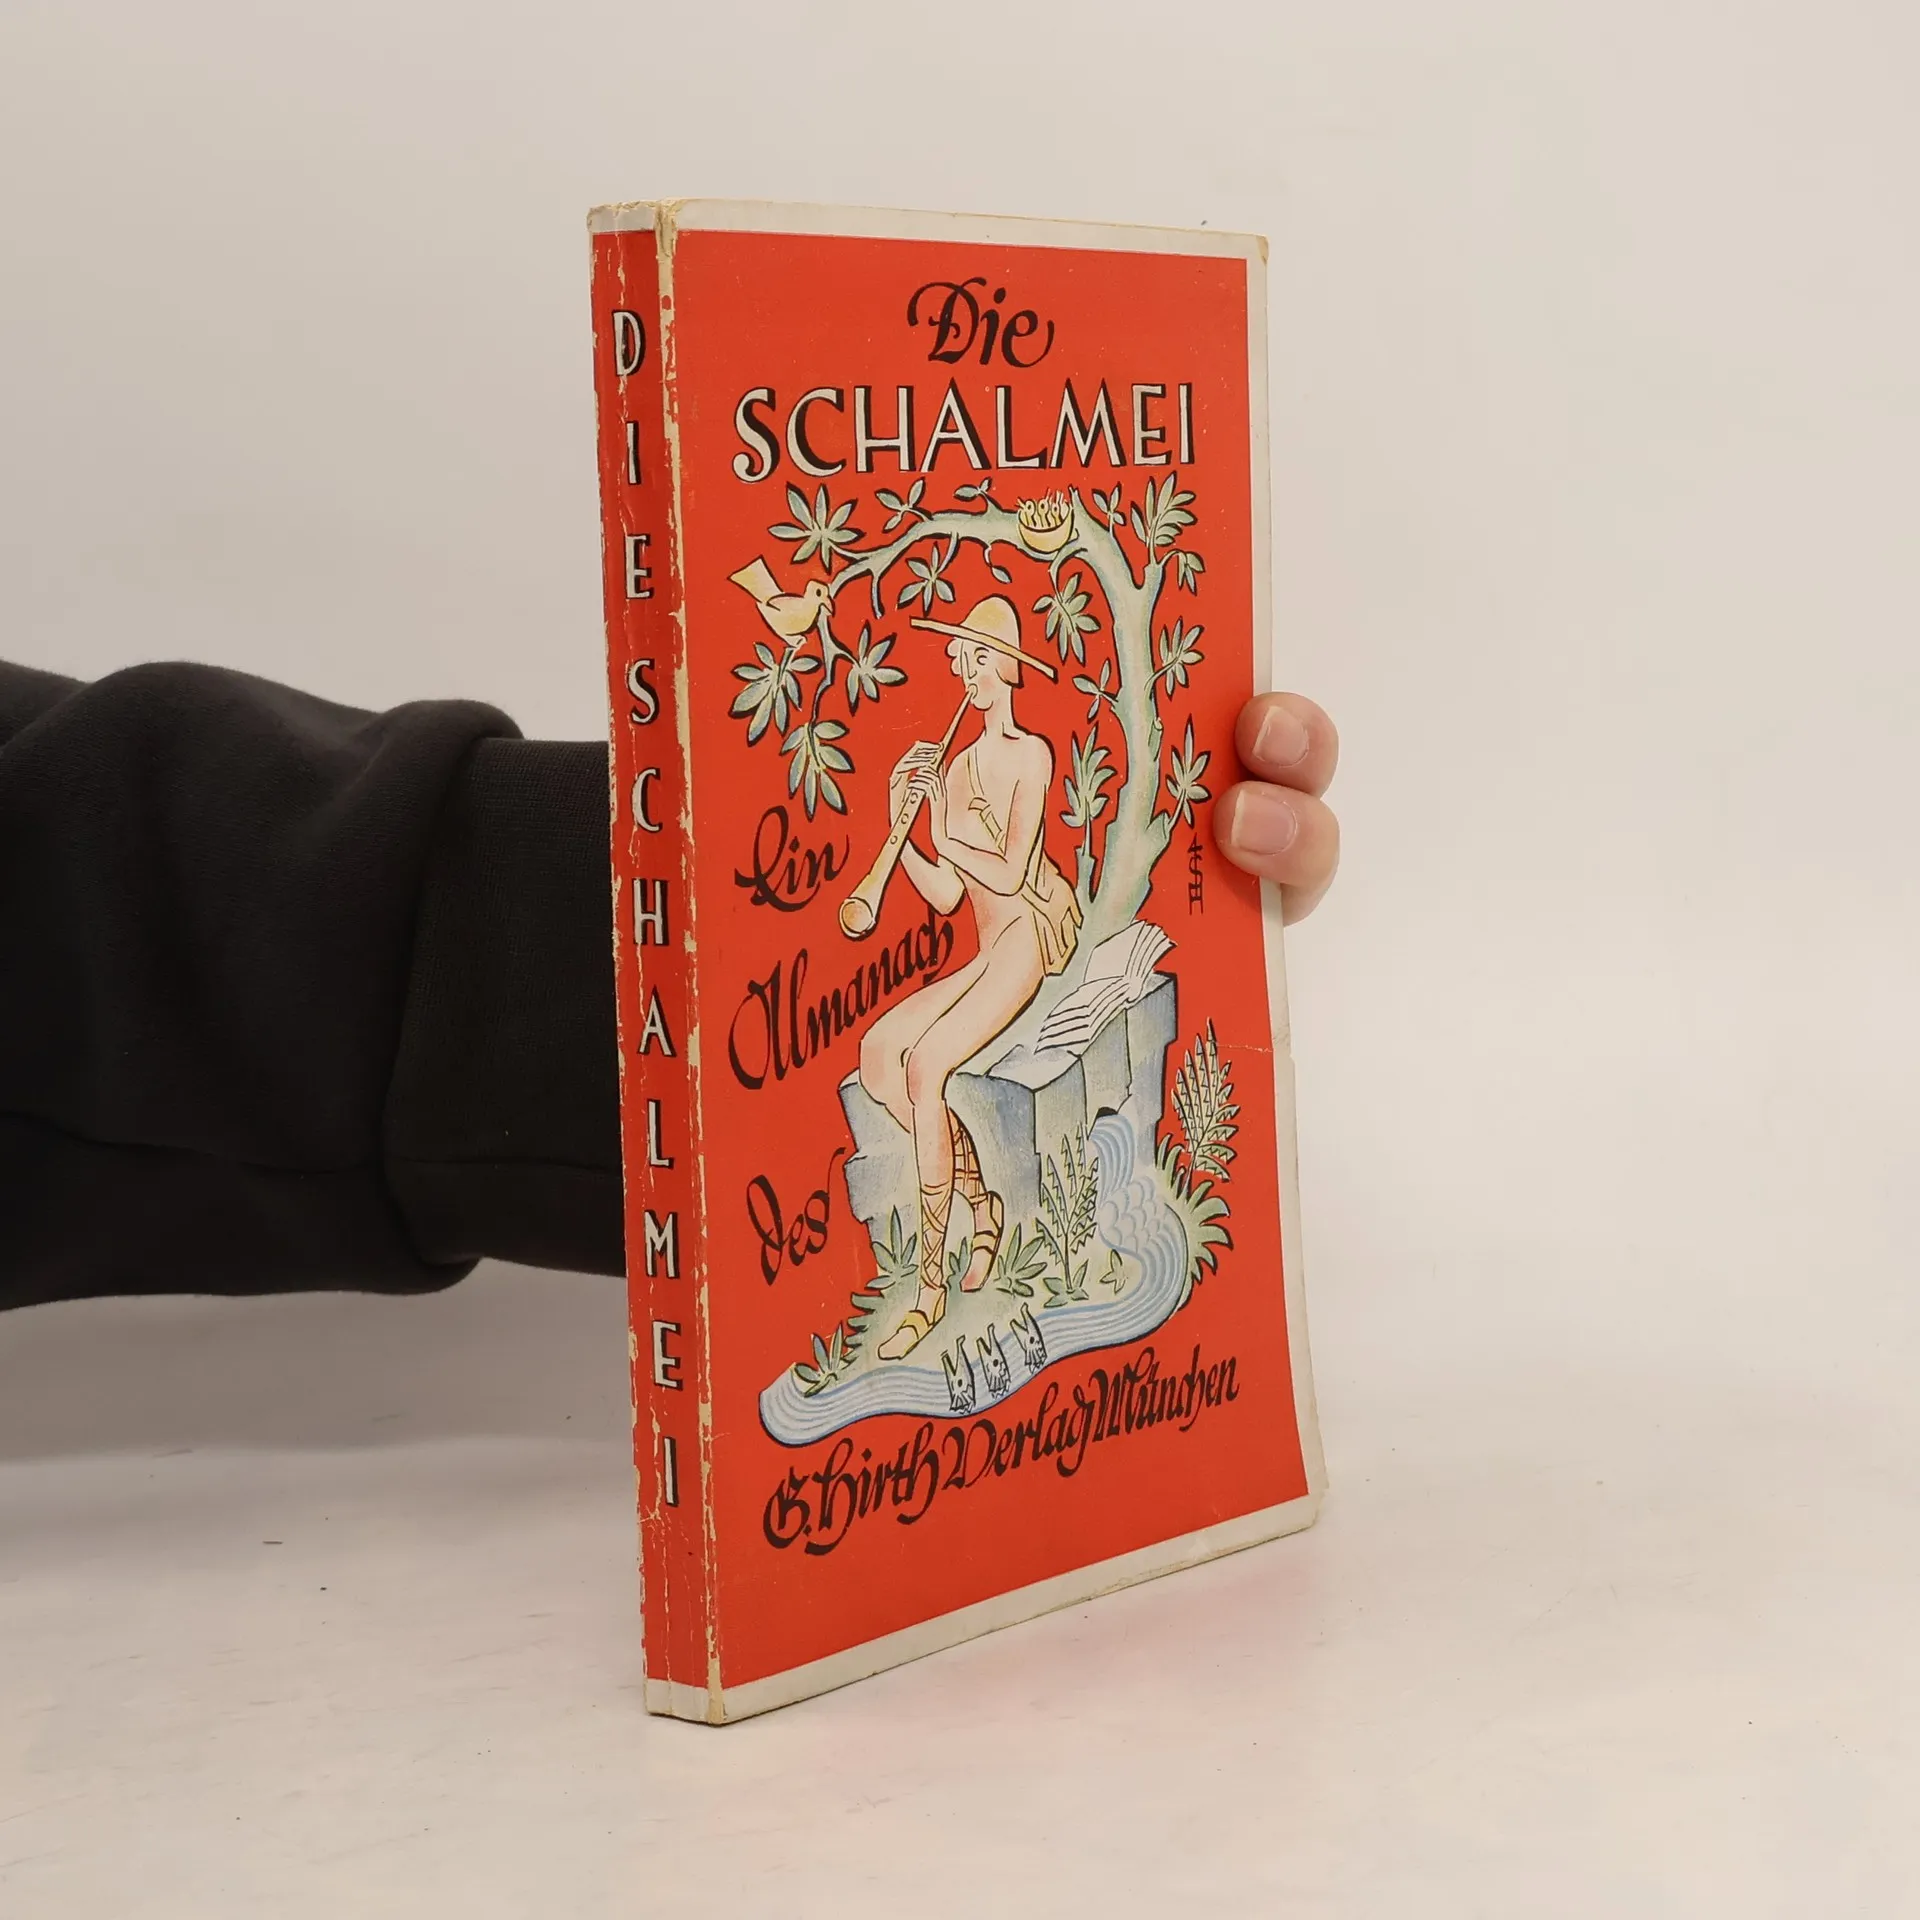 DIE SCHALMEI
Die
SCHALMEI
Ein
Almanach
des
G. Hirth Verlag München